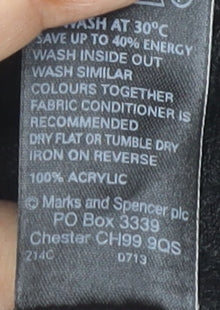 WASH AT 30°C
SAVE UP TO 40% ENERGY
WASH INSIDE OUT
WASH SIMILAR
COLOURS TOGETHER
FABRIC CONDITIONER IS
RECOMMENDED
DRY FLAT OR TUMBLE DRY
IRON ON REVERSE
100% ACRYLIC
© Marks and Spencer plc
PO Box 3339
Chester CH99 9QS
Z14C 0713